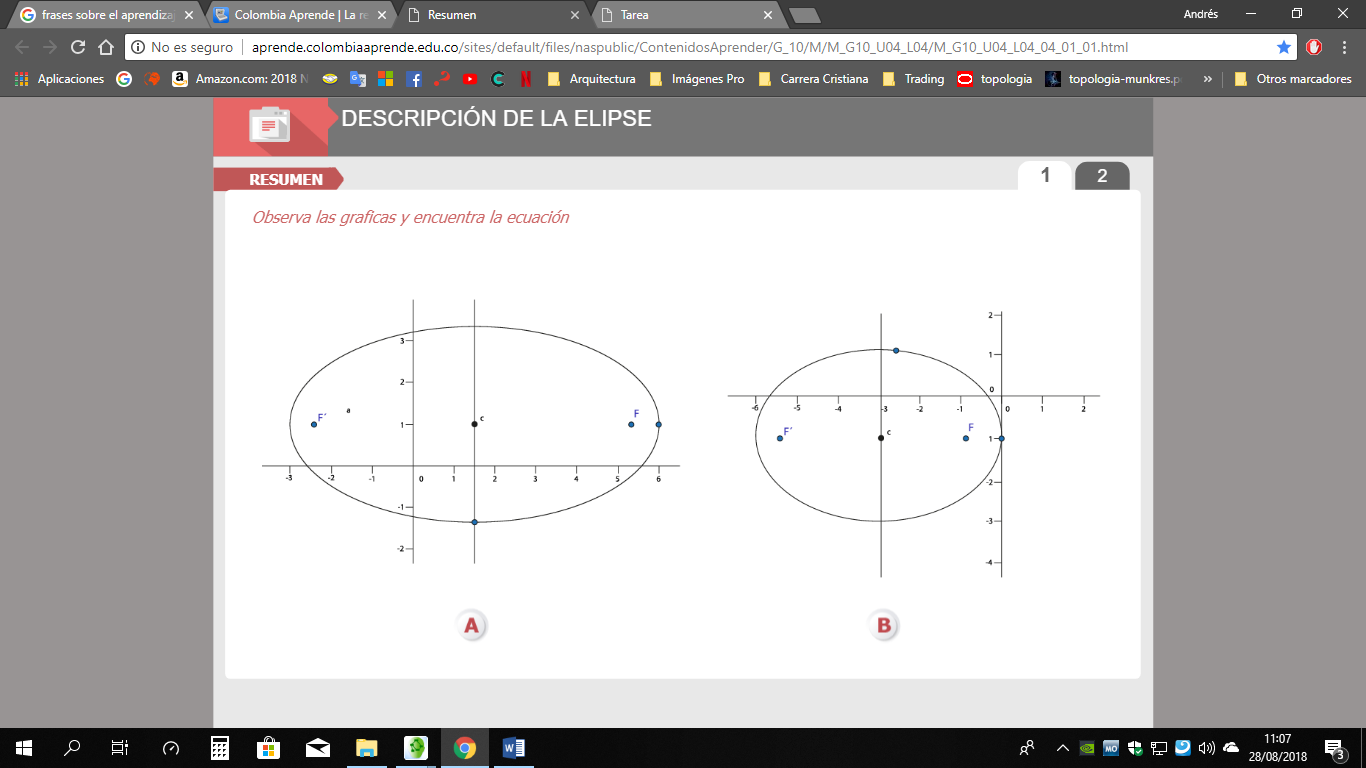 frases sobre el aprendiza
Colombia Aprende | La re
Resumen
Tarea
Andrés
No es seguro
aprende.colombiaaprende.edu.co/sites/default/files/naspublic/ContenidosAprender/G_10/M/M_G10_U04_L04/M_G10_U04_L04_04_01_01.html
Aplicaciones
Amazon.com: 2018 N
Arquitectura
Imágenes Pro
Carrera Cristiana
Trading
topologia
topologia-munkres.p
»
Otros marcadores
DESCRIPCIÓN DE LA ELIPSE
RESUMEN
1
2
Observa las graficas y encuentra la ecuación
3
2
1
-1
-2
-3
-2
-1
0
1
2
3
4
5
6
F´
a
c
F
2
1
0
-6
-5
-4
-3
-2
-1
0
1
2
F´
c
F
1
-2
-3
-4
A
B
11:07
28/08/2018
3